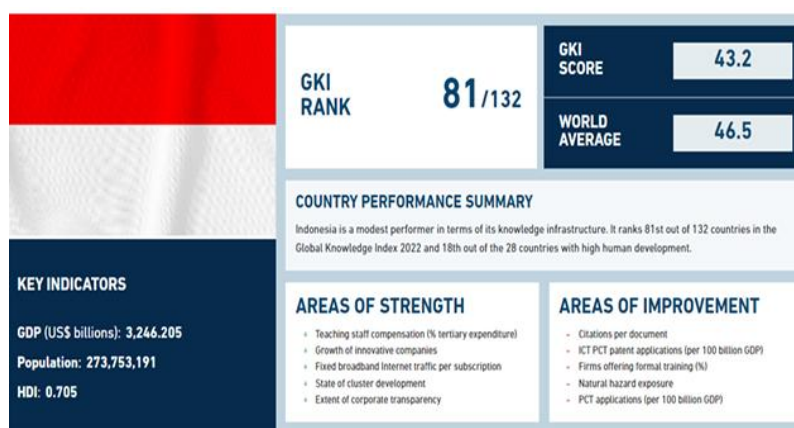 GKI
RANK
81/132
GKI
SCORE
43.2
WORLD
AVERAGE
46.5
COUNTRY PERFORMANCE SUMMARY
Indonesia is a modest performer in terms of its knowledge infrastructure. It ranks 81st out of 132 countries in the
Global Knowledge Index 2022 and 18th out of the 28 countries with high human development.
KEY INDICATORS
GDP (US$ billions): 3,246.205
Population: 273,753,191
HDI: 0.705
AREAS OF STRENGTH
+ Teaching staff compensation (% tertiary expenditure)
+ Growth of innovative companies
+ Fixed broadband Internet traffic per subscription
+ State of cluster development
+ Extent of corporate transparency
AREAS OF IMPROVEMENT
- Citations per document
- ICT PCT patent applications (per 100 billion GDP)
- Firms offering formal training (%)
- Natural hazard exposure
- PCT applications (per 100 billion GDP)